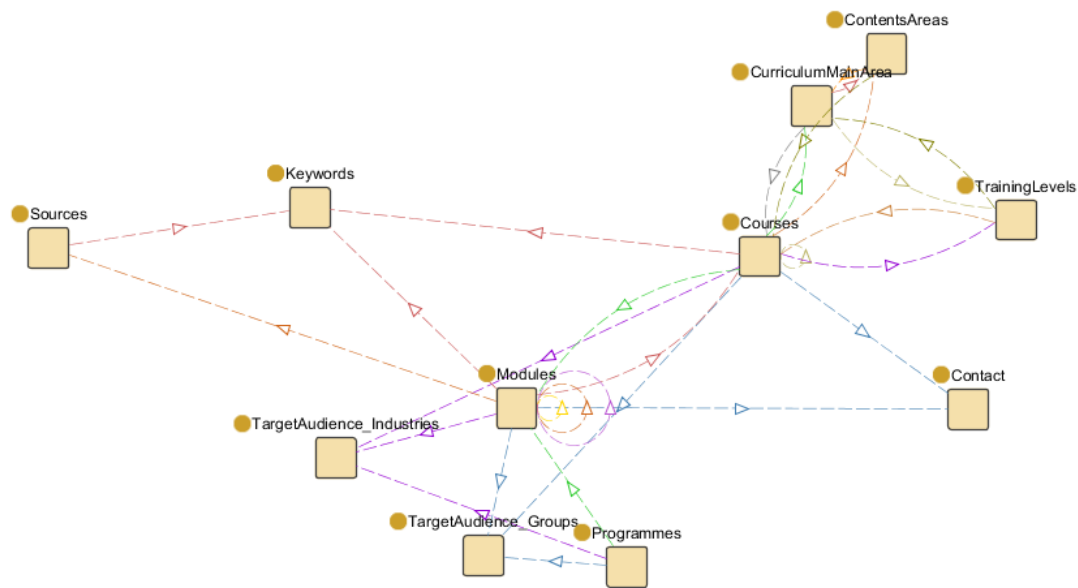 ContentsAreas
CurriculumMainArea
Keywords
TrainingLevels
Sources
Courses
Modules
Contact
TargetAudience_Industries
TargetAudience_Groups
Programmes